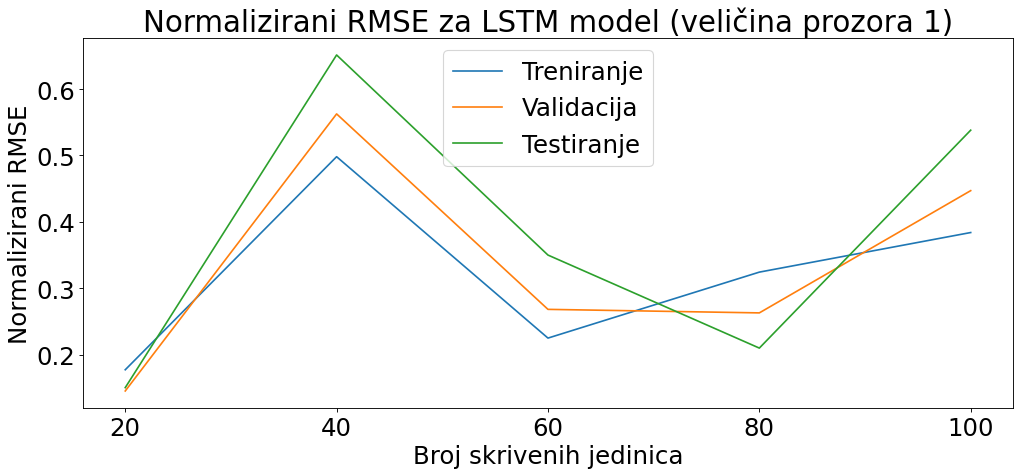 Normalizirani RMSE za LSTM model (veličina prozora 1)
Treniranje
Validacija
Testiranje
Normalizirani RMSE
0.6
0.5
0.4
0.3
0.2
20 40 60 80 100
Broj skrivenih jedinica